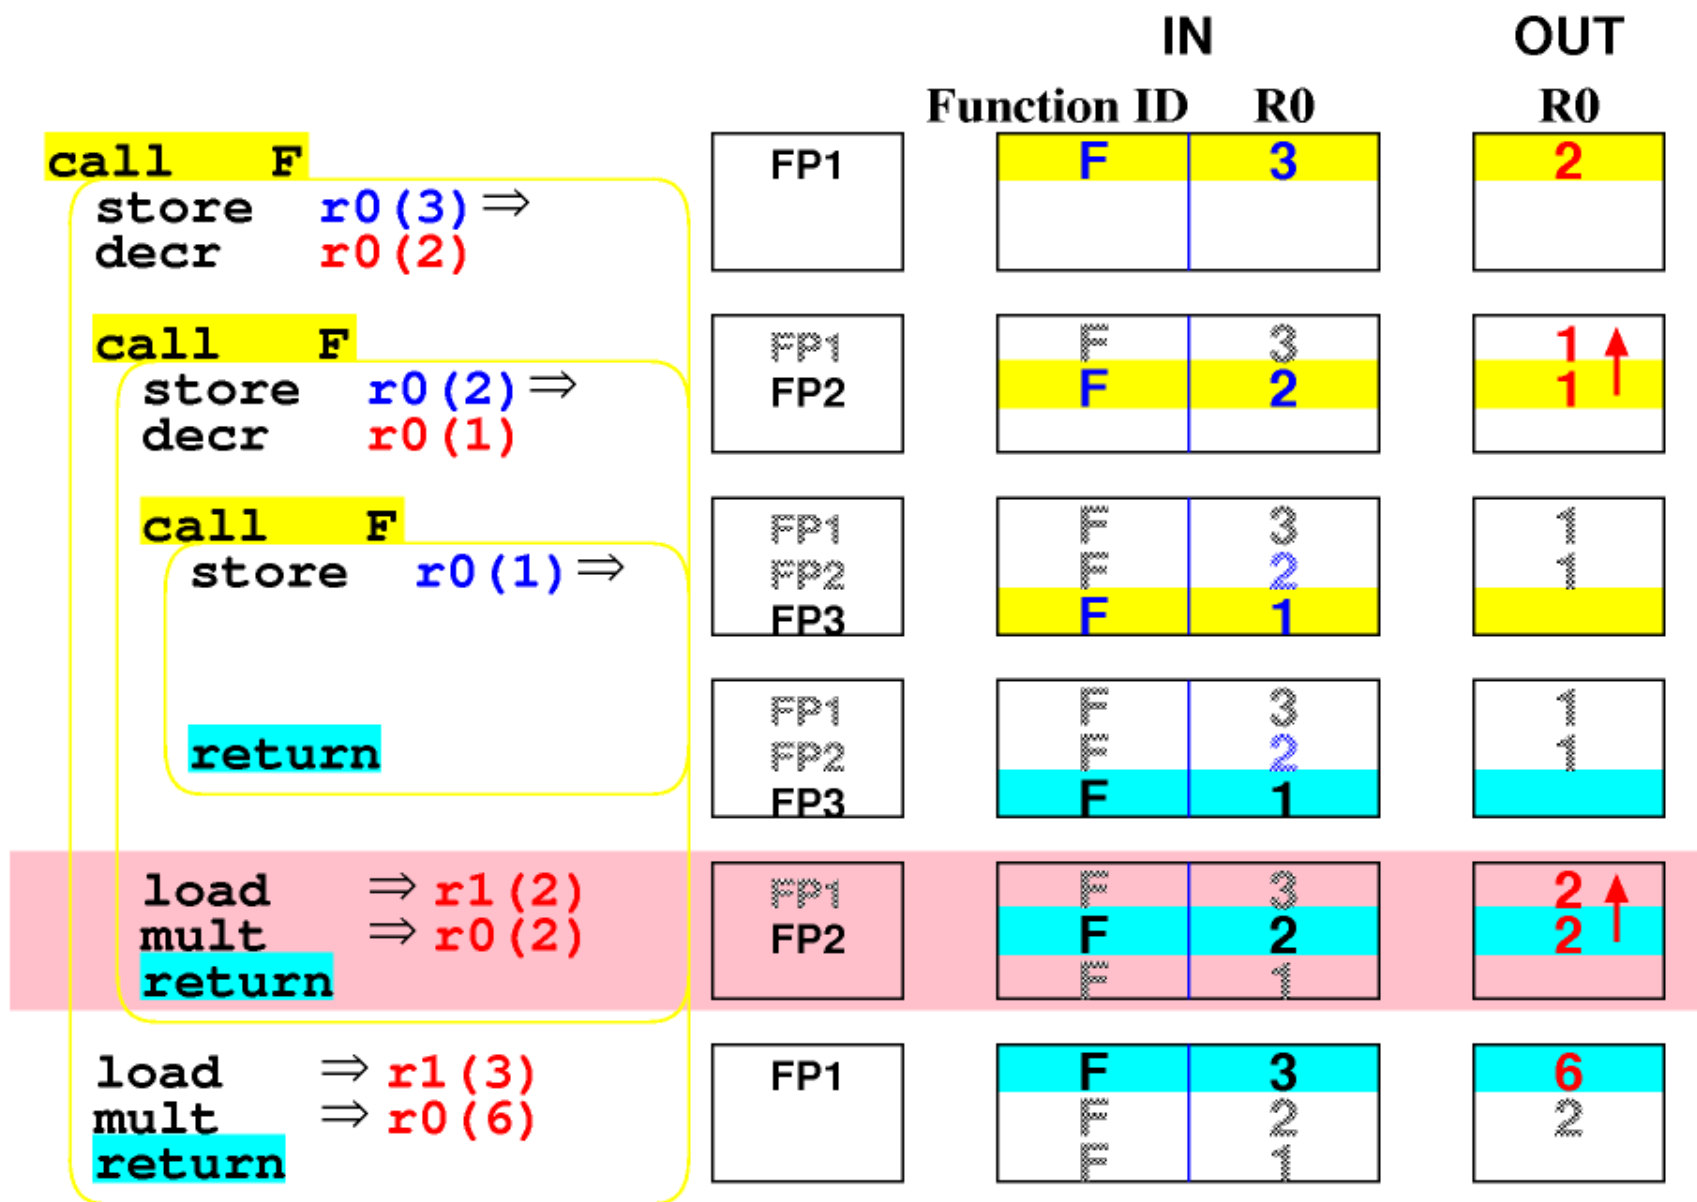 IN OUT
Function ID R0 R0
call F FP1 F 3 2
store r0(3)⇒
decr r0(2)
call F FP1 F 3 1
store r0(2)⇒ FP2 F 2 1
decr r0(1)
call F FP1 F 3 1
store r0(1)⇒ FP2 F 2 1
FP3 F 1
FP1 F 3 1
return FP2 F 2 1
FP3 F 1
load ⇒ r1(2) FP1 F 3 2
mult ⇒ r0(2) FP2 F 2 2
return F 1
load ⇒ r1(3) FP1 F 3 6
mult ⇒ r0(6) F 2 2
return F 1